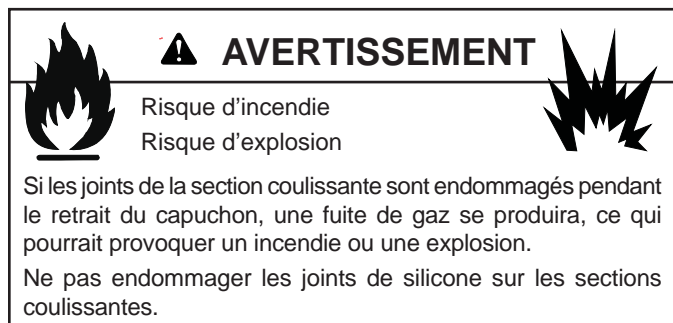 AVERTISSEMENT
Risque d’incendie
Risque d’explosion
Si les joints de la section coulissante sont endommagés pendant
le retrait du capuchon, une fuite de gaz se produira, ce qui
pourrait provoquer un incendie ou une explosion.
Ne pas endommager les joints de silicone sur les sections
coulissantes.